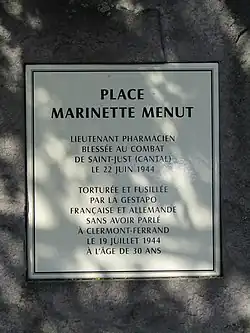 PLACE
MARINETTE MENUT
LIEUTENANT PHARMACIEN
BLESSÉE AU COMBAT
DE SAINT-JUST (CANTAL)
LE 22 JUIN 1944
TORTURÉE ET FUSILLÉE
PAR LA GESTAPO
FRANÇAISE ET ALLEMANDE
SANS AVOIR PARLÉ
À CLERMONT-FERRAND
LE 19 JUILLET 1944
À L'ÂGE DE 30 ANS